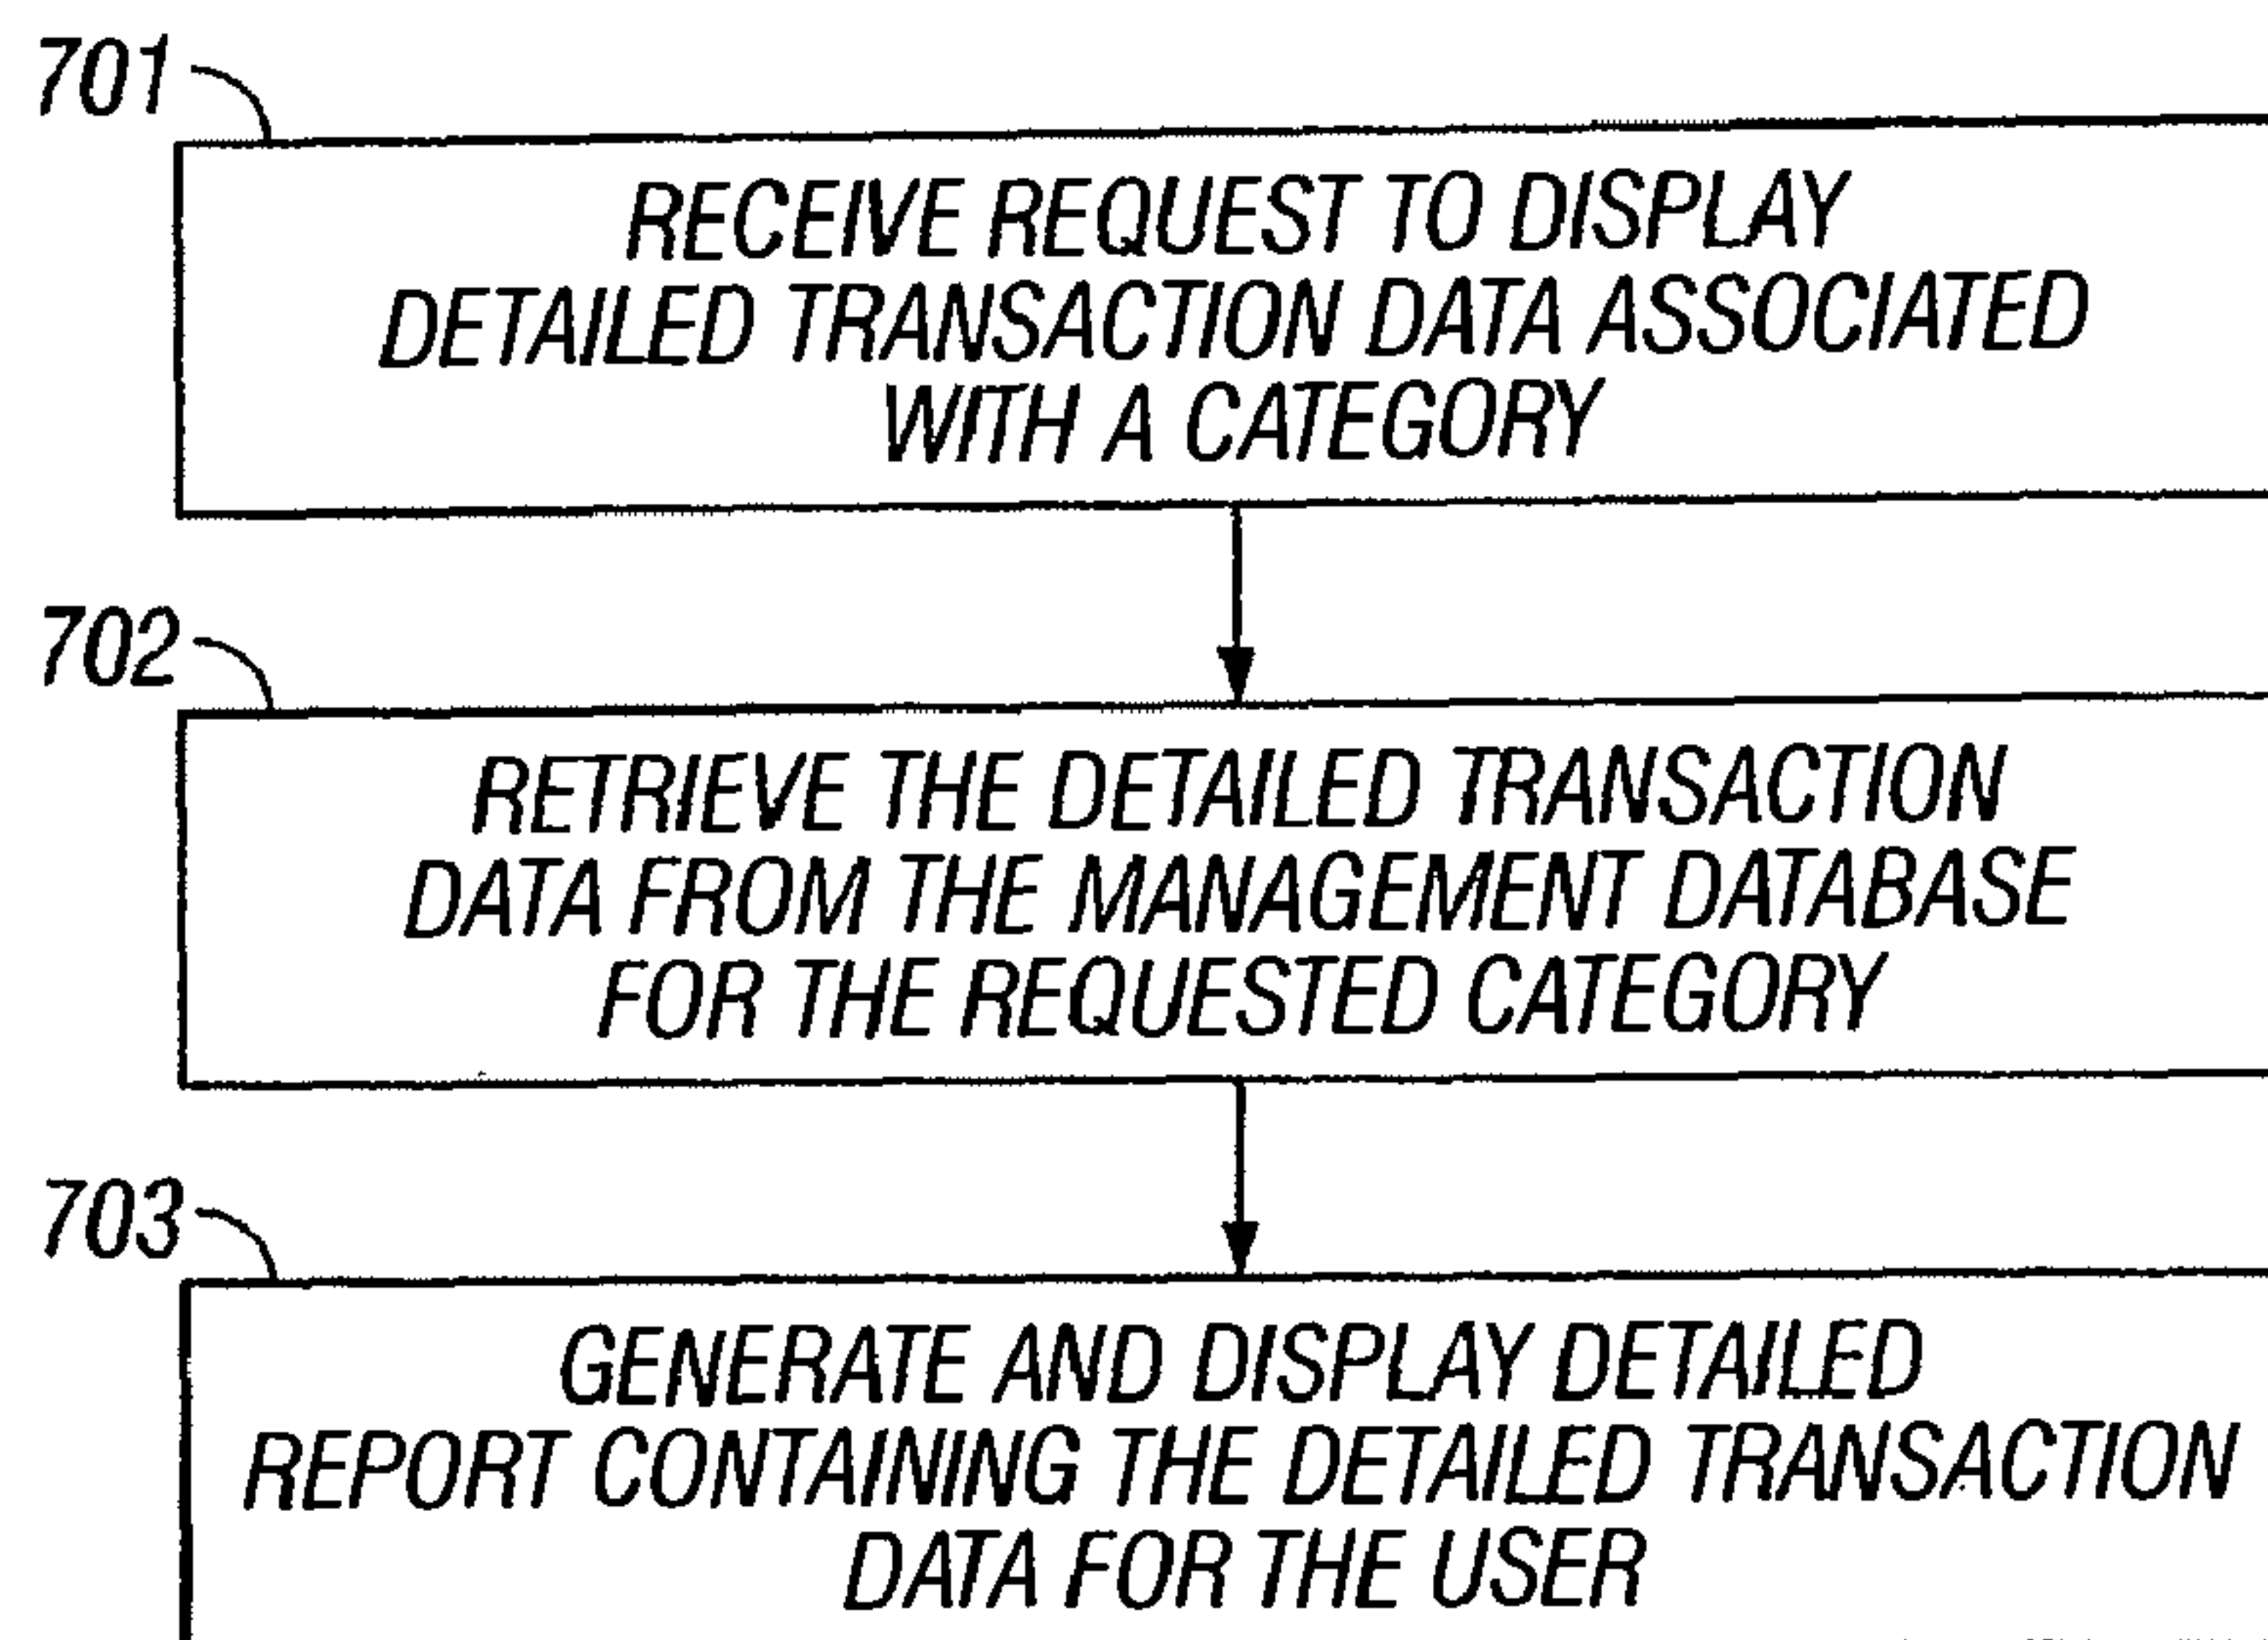 701
RECEIVE REQUEST TO DISPLAY
DETAILED TRANSACTION DATA ASSOCIATED
WITH A CATEGORY
702
RETRIEVE THE DETAILED TRANSACTION
DATA FROM THE MANAGEMENT DATABASE
FOR THE REQUESTED CATEGORY
703
GENERATE AND DISPLAY DETAILED
REPORT CONTAINING THE DETAILED TRANSACTION
DATA FOR THE USER